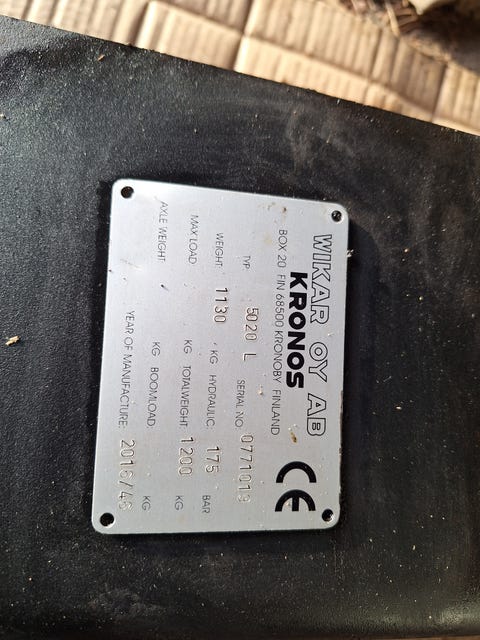 WIKAR OY AB
KRONOS
BOX 20 FIN 68500 KRONOBY FINLAND
CE
TYP: 5020 L SERIAL NO. 0771019
WEIGHT: 1130 KG HYDRAULIC: 175 BAR
MAX LOAD: KG TOTALWEIGHT: 1200 KG
AXLE WEIGHT: KG BOOMLOAD: KG
YEAR OF MANUFACTURE: 2016/46